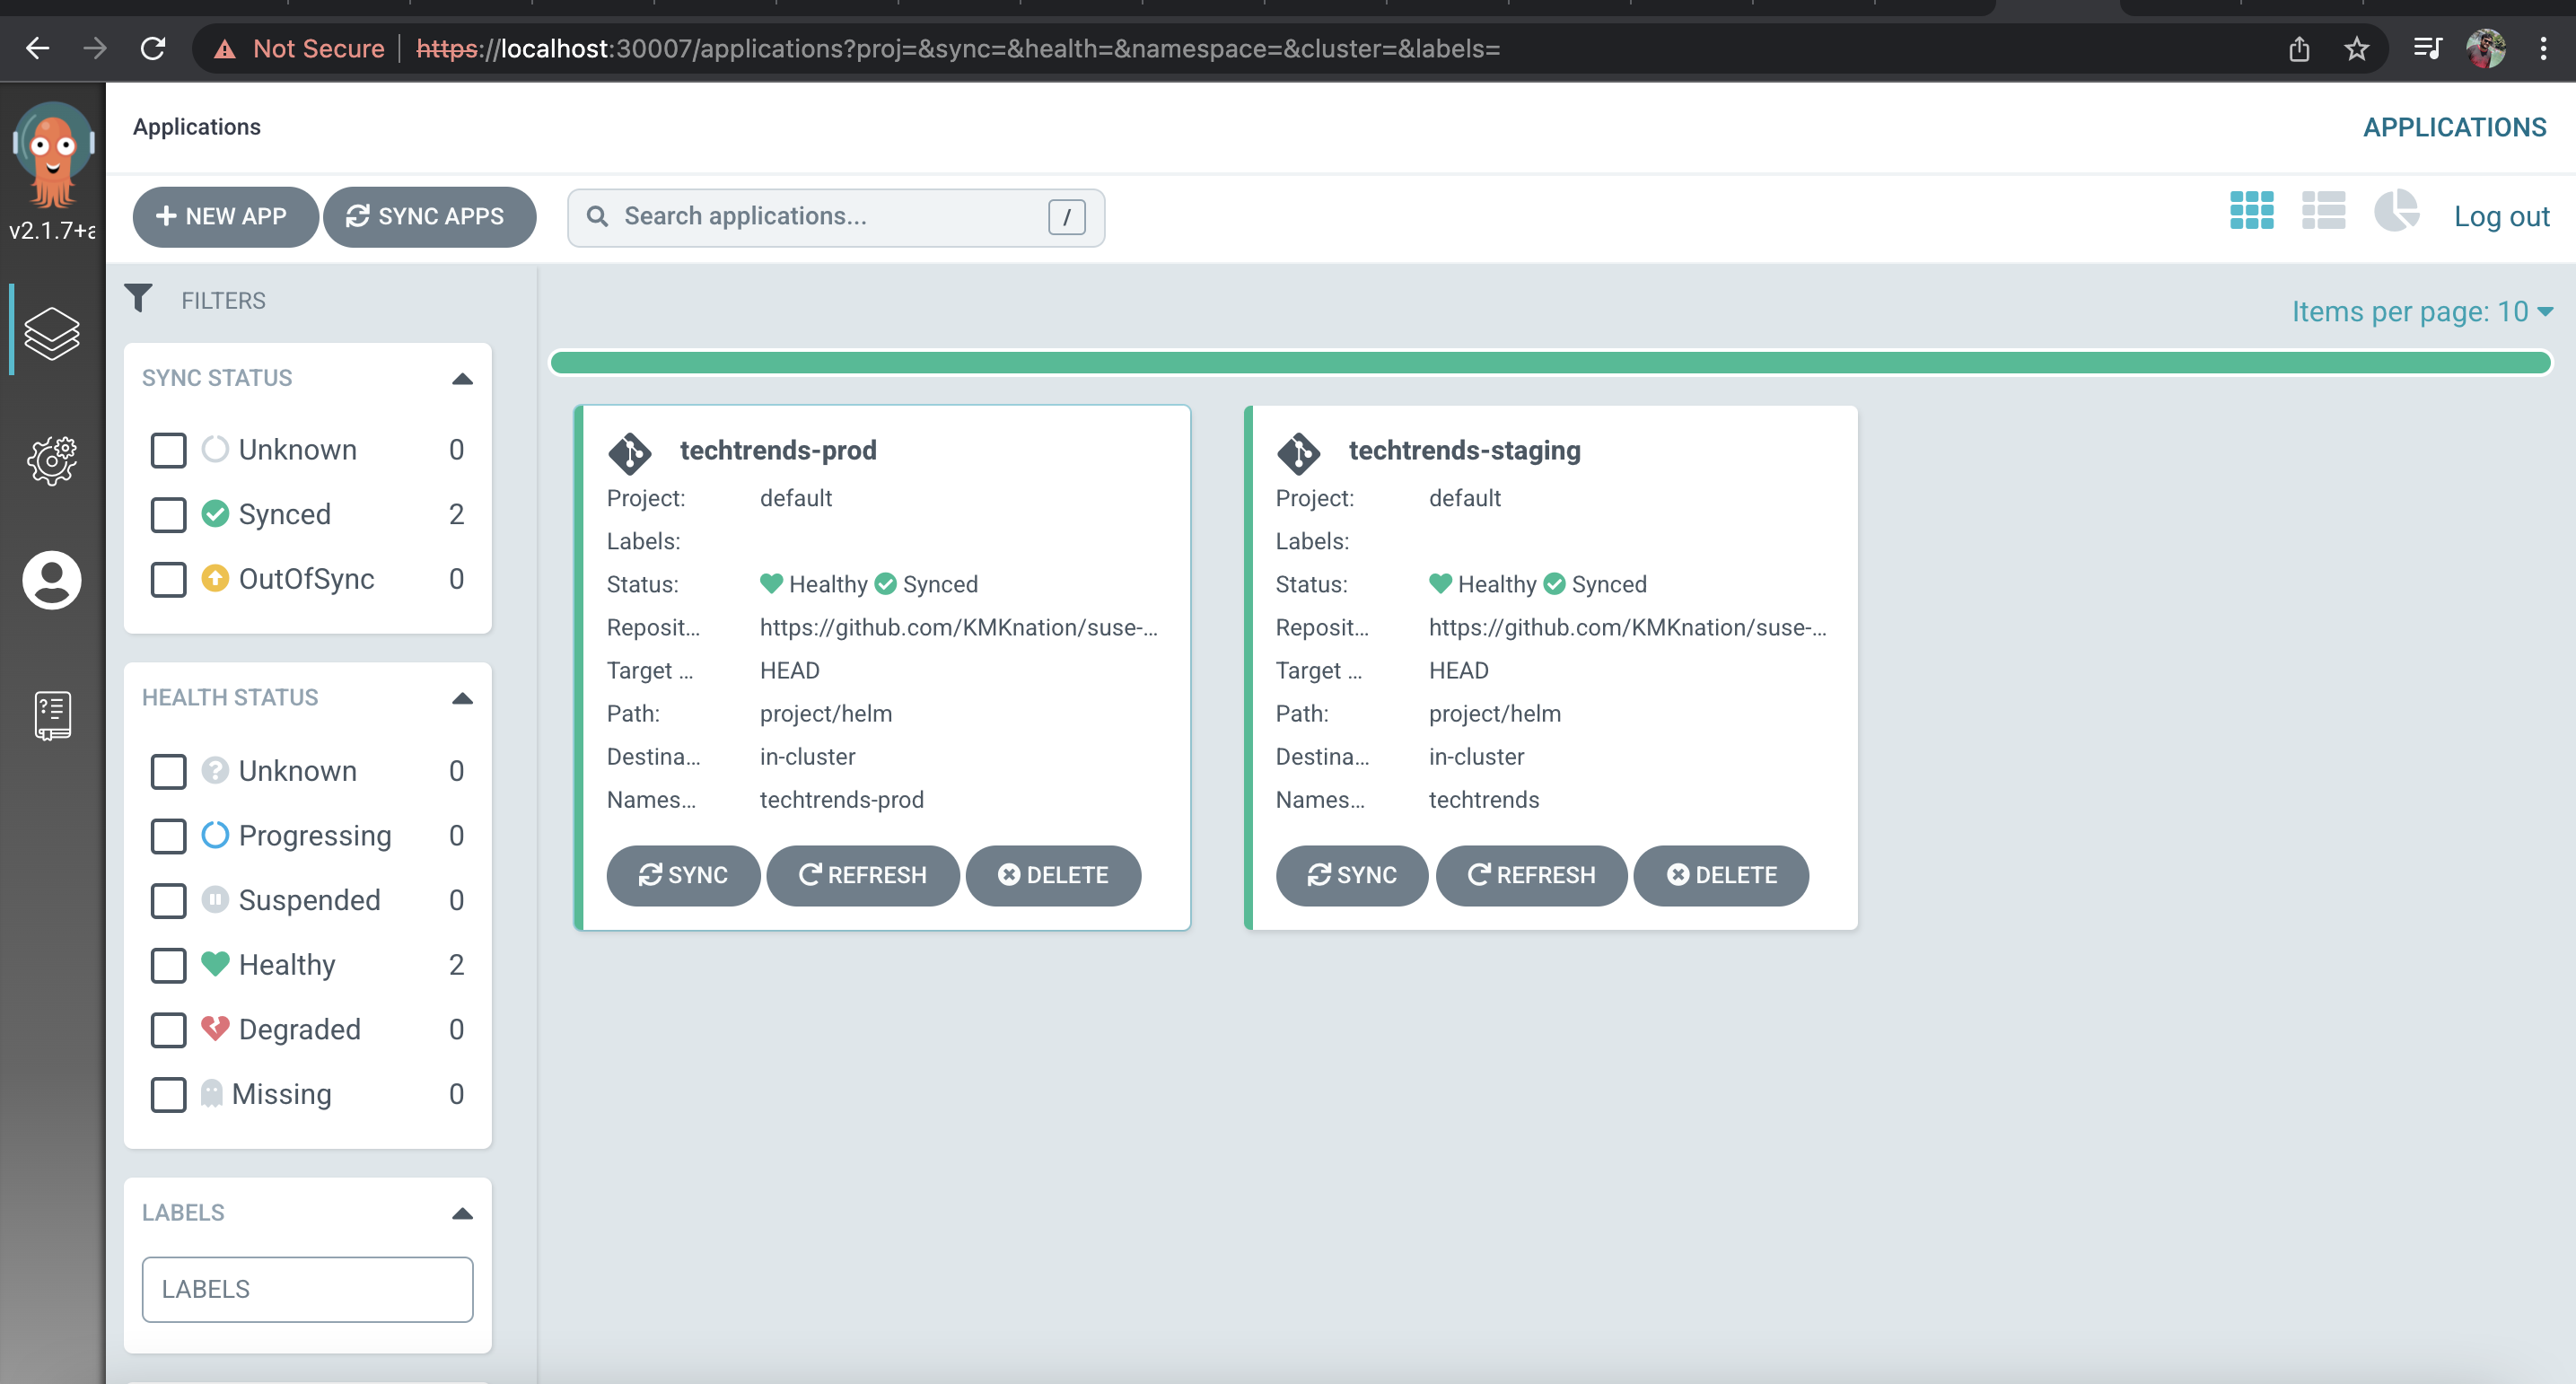 Not Secure https://localhost:30007/applications?proj=&sync=&health=&namespace=&cluster=&labels=
v2.1.7+a
Applications
APPLICATIONS
NEW APP
SYNC APPS
Search applications...
/
Log out
FILTERS
SYNC STATUS
Unknown 0
Synced 2
OutOfSync 0
HEALTH STATUS
Unknown 0
Progressing 0
Suspended 0
Healthy 2
Degraded 0
Missing 0
LABELS
LABELS
Items per page: 10
techtrends-prod
Project: default
Labels:
Status: Healthy Synced
Reposit... https://github.com/KMKnation/suse-...
Target ... HEAD
Path: project/helm
Destina... in-cluster
Names... techtrends-prod
SYNC REFRESH DELETE
techtrends-staging
Project: default
Labels:
Status: Healthy Synced
Reposit... https://github.com/KMKnation/suse-...
Target ... HEAD
Path: project/helm
Destina... in-cluster
Names... techtrends
SYNC REFRESH DELETE